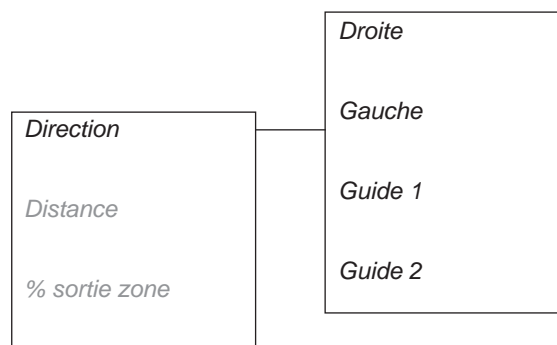 Direction
Distance
% sortie zone
Droite
Gauche
Guide 1
Guide 2